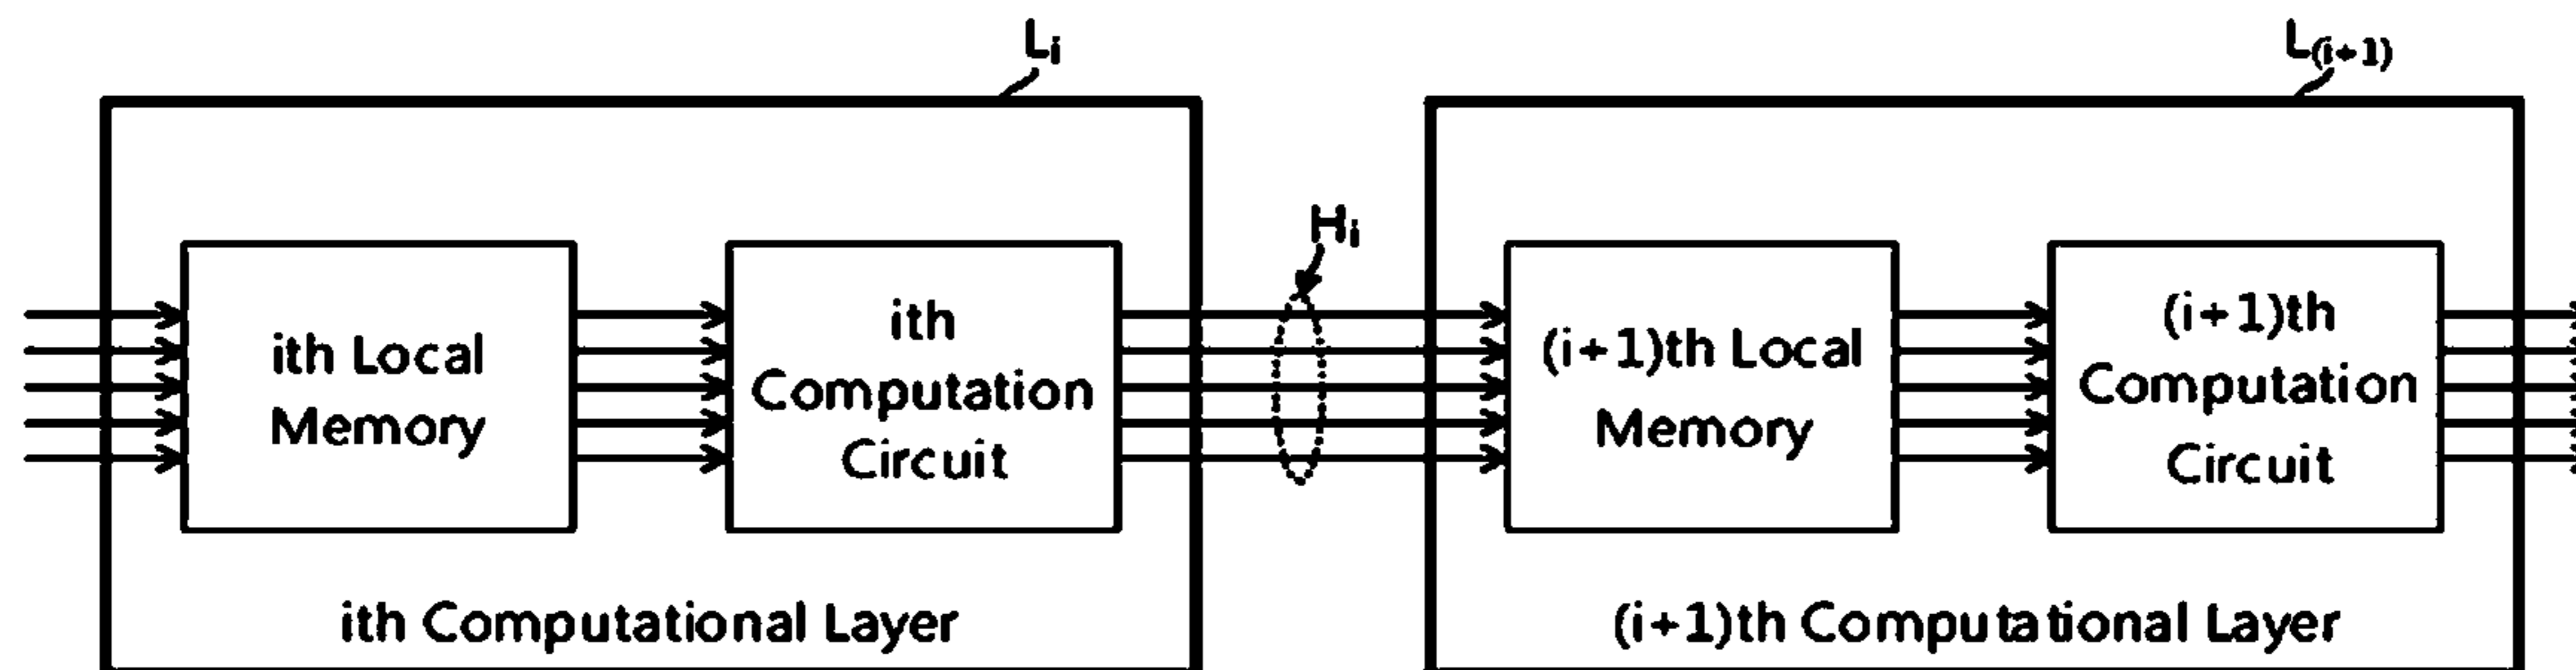 Li
L(i+1)
Hi
ith Local
Memory
ith
Computation
Circuit
(i+1)th Local
Memory
(i+1)th
Computation
Circuit
ith Computational Layer
(i+1)th Computational Layer